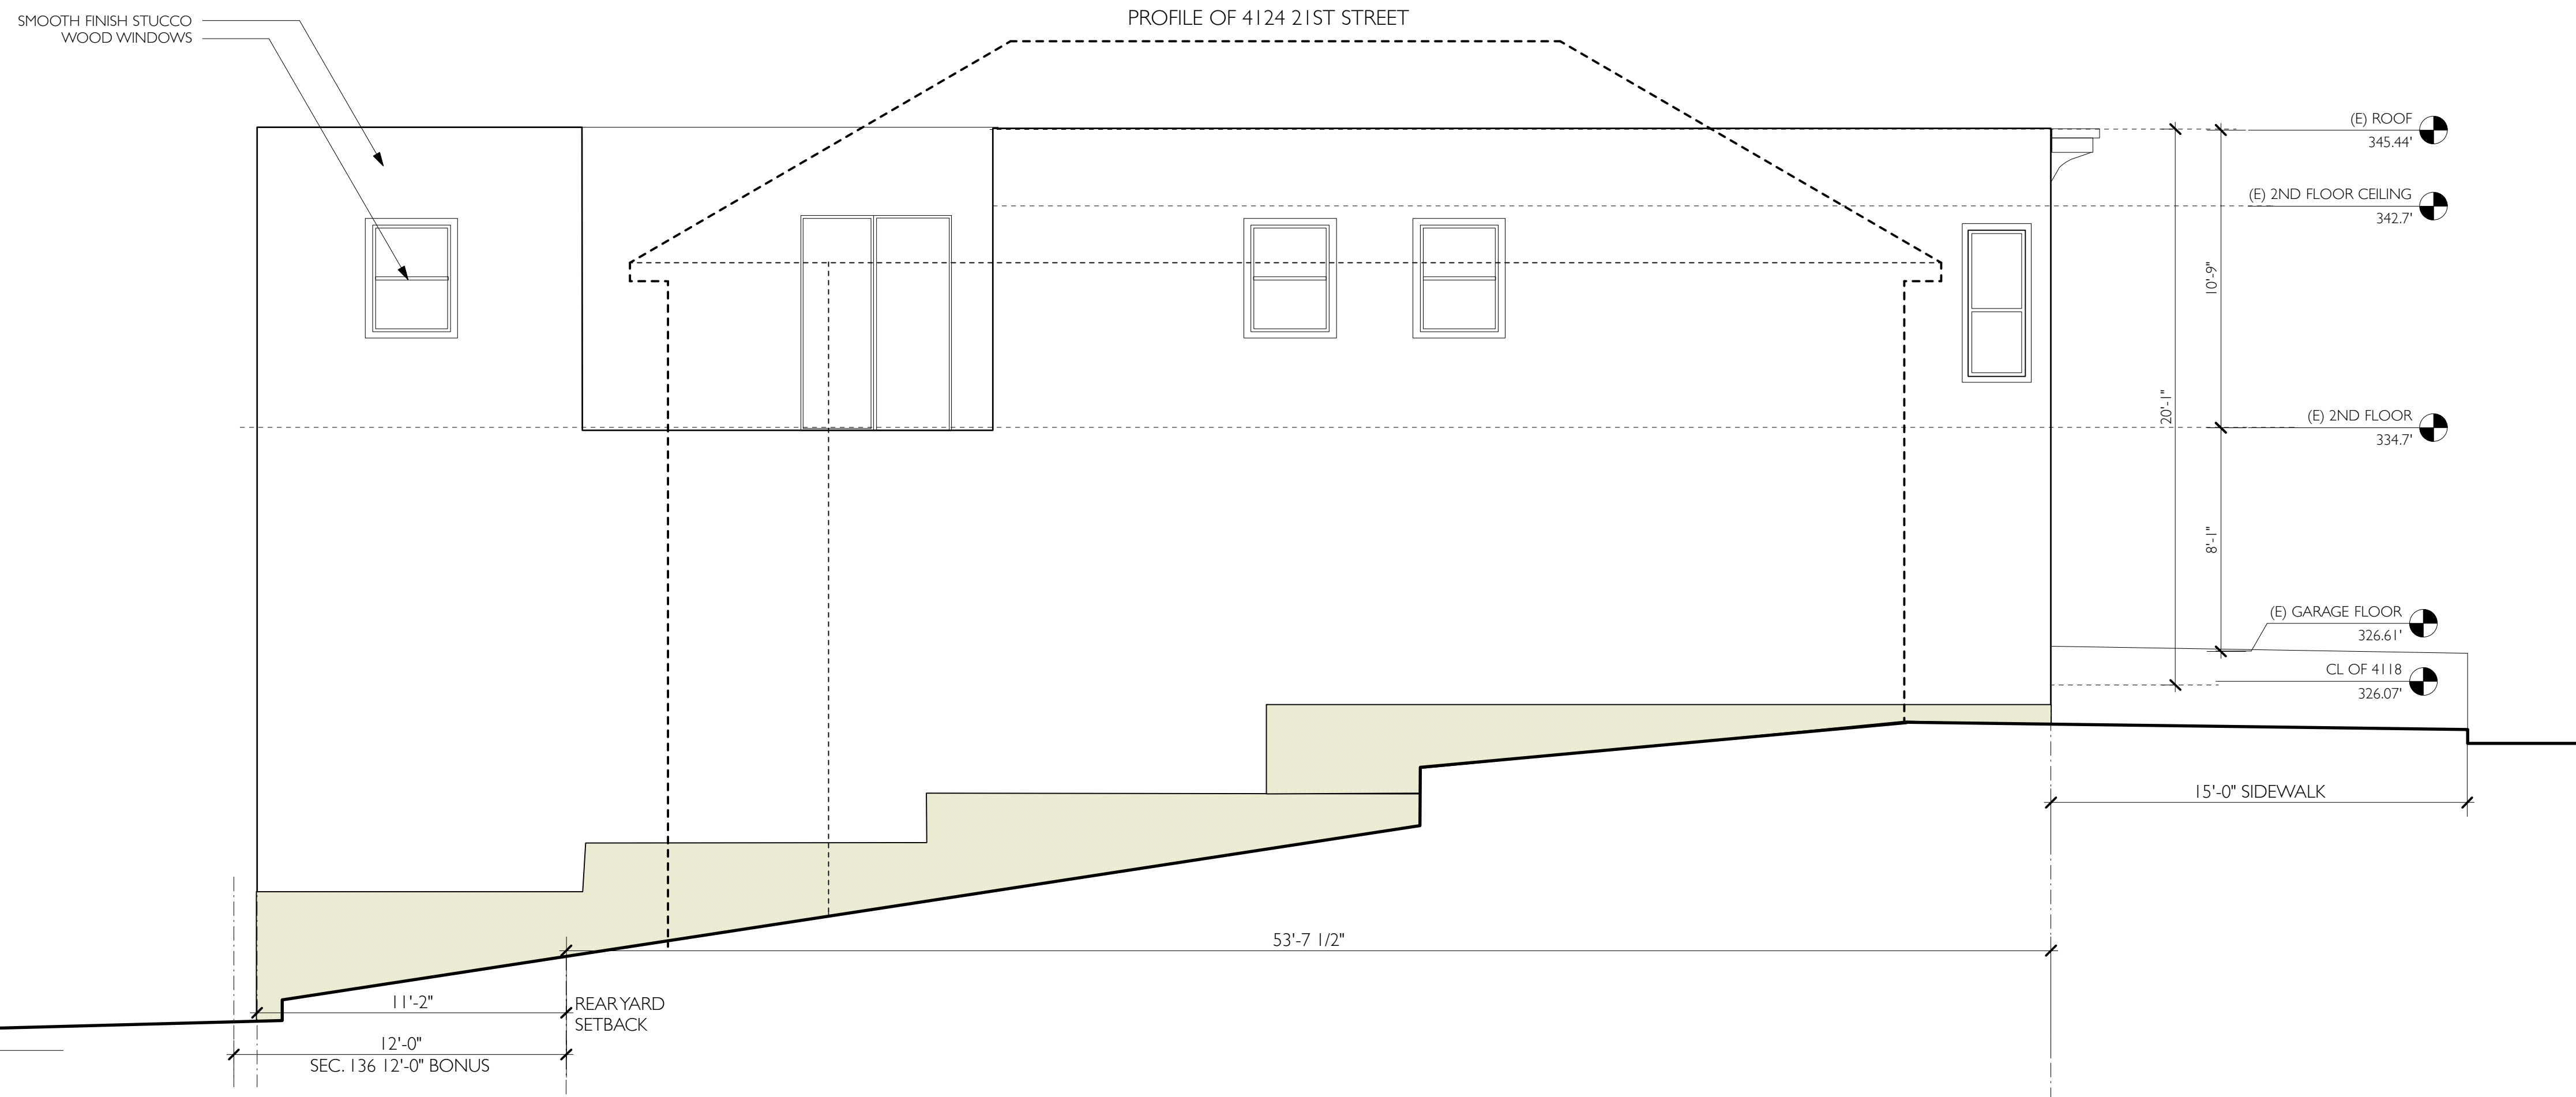 PROFILE OF 4124 21ST STREET
SMOOTH FINISH STUCCO
WOOD WINDOWS
(E) ROOF
345.44'
(E) 2ND FLOOR CEILING
342.7'
10'-9"
20'-1"
(E) 2ND FLOOR
334.7'
8'-1"
(E) GARAGE FLOOR
326.61'
CL OF 4118
326.07'
15'-0" SIDEWALK
53'-7 1/2"
11'-2"
REAR YARD
SETBACK
12'-0"
SEC. 136 12'-0" BONUS